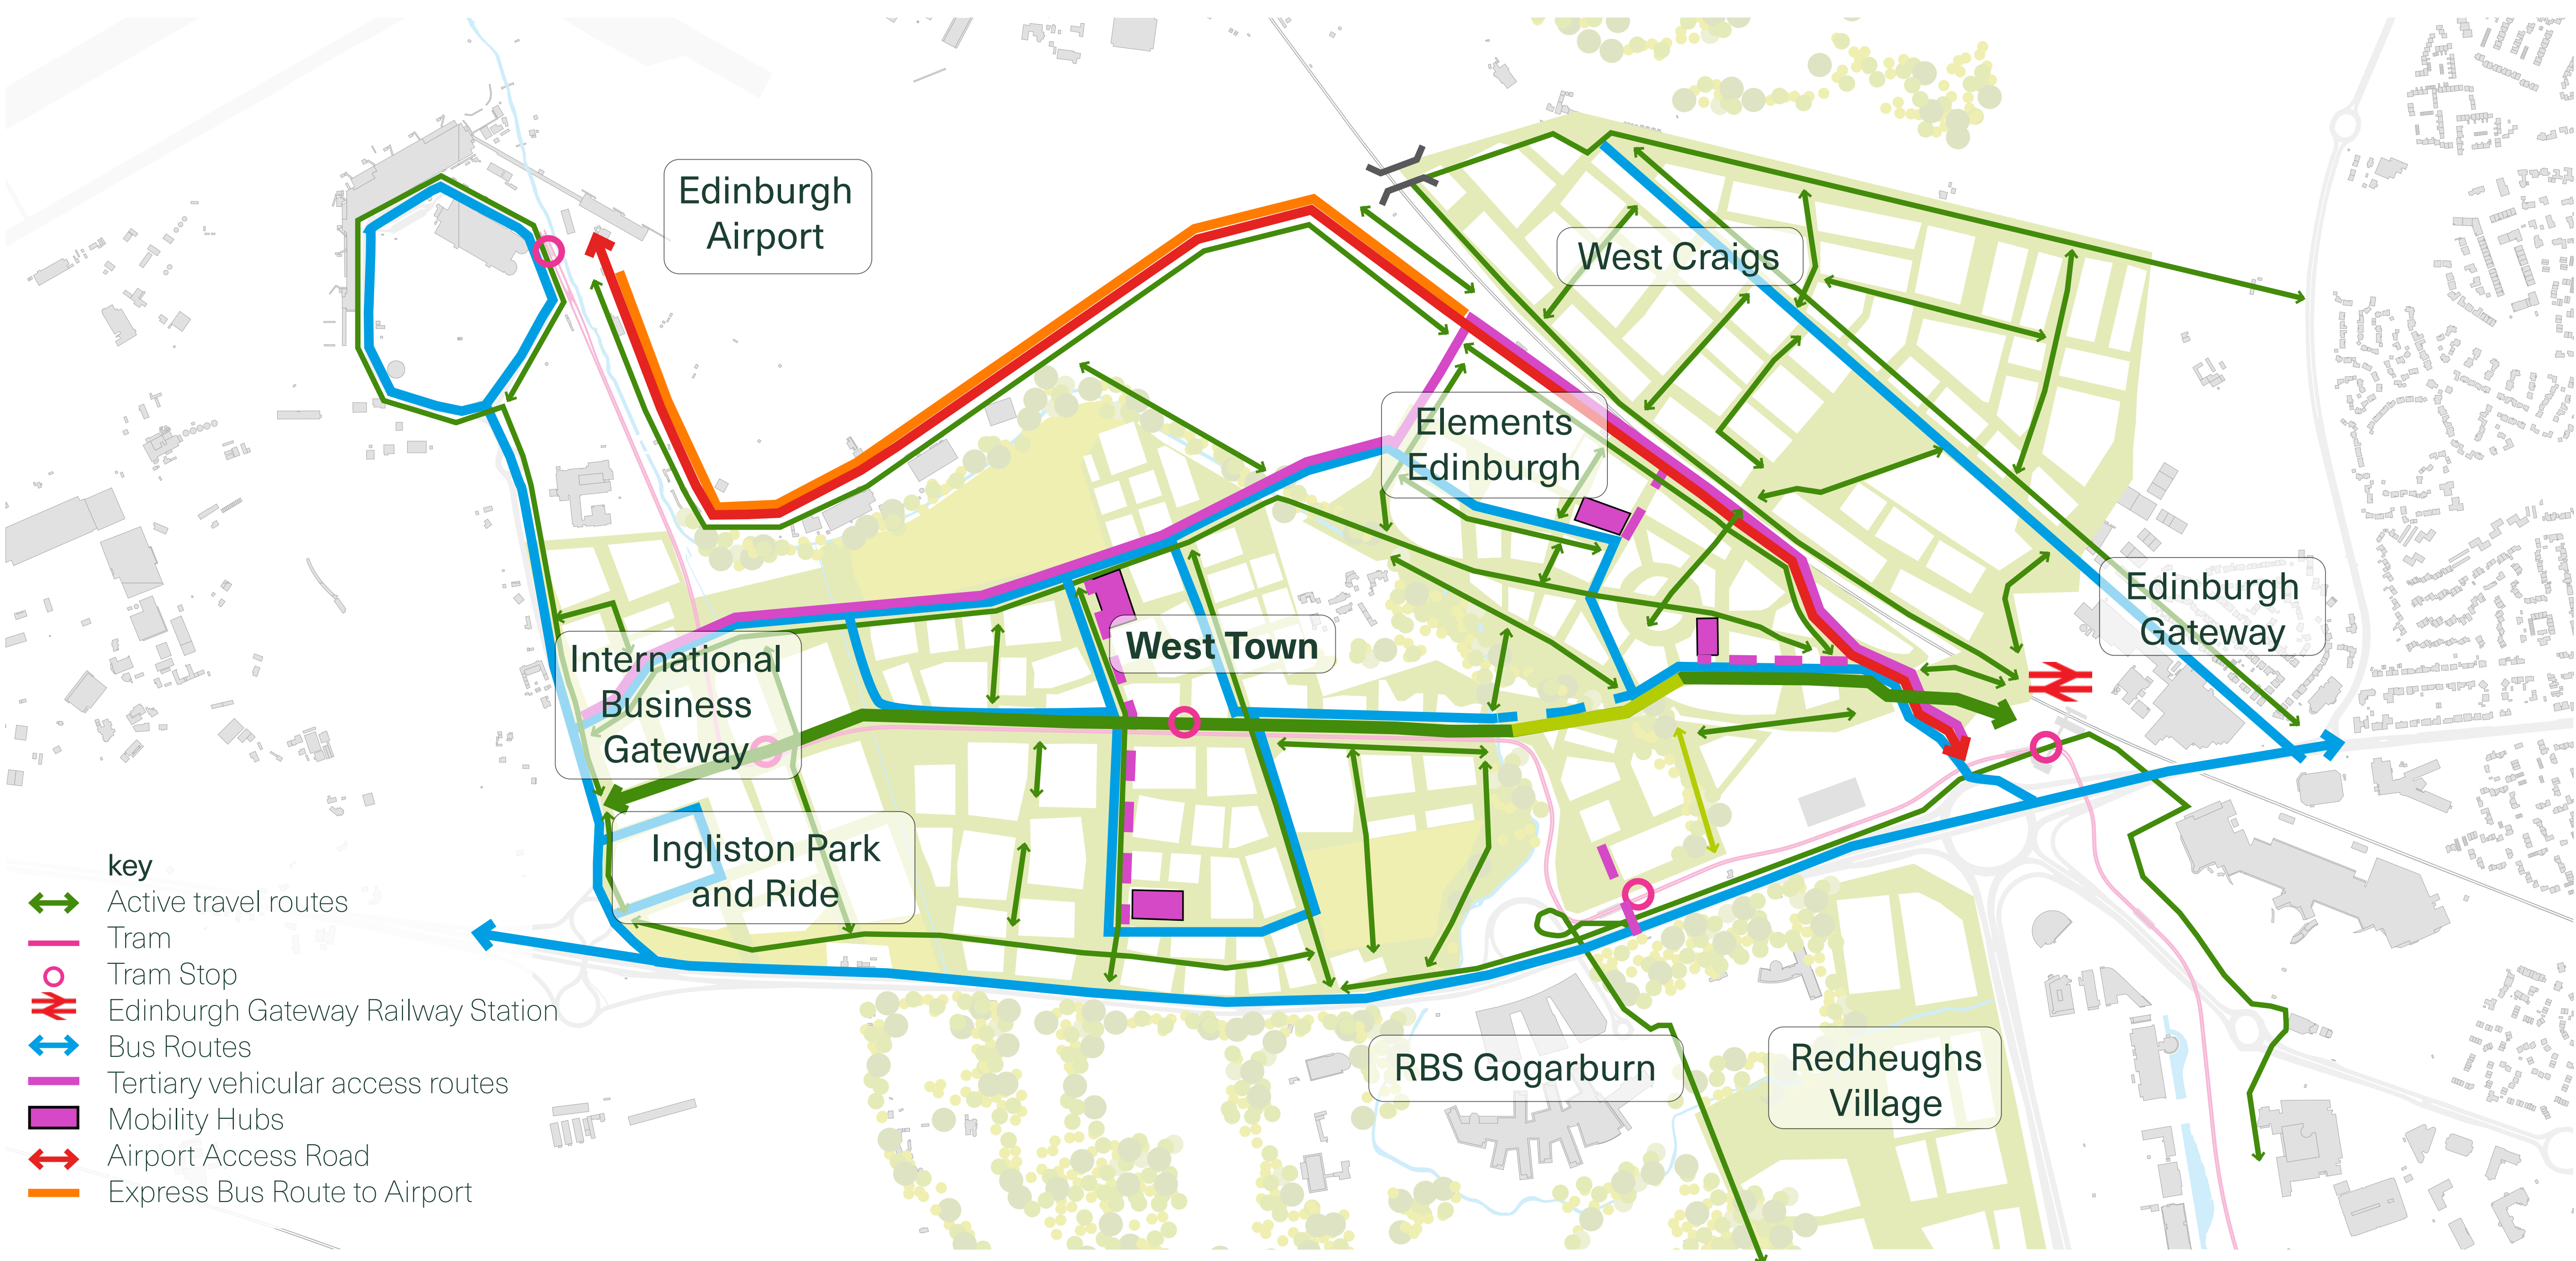 Edinburgh
Airport
West Craigs
Elements
Edinburgh
Edinburgh
Gateway
West Town
International
Business
Gateway
Ingliston Park
and Ride
RBS Gogarburn
Redheughs
Village
key
Active travel routes
Tram
Tram Stop
Edinburgh Gateway Railway Station
Bus Routes
Tertiary vehicular access routes
Mobility Hubs
Airport Access Road
Express Bus Route to Airport